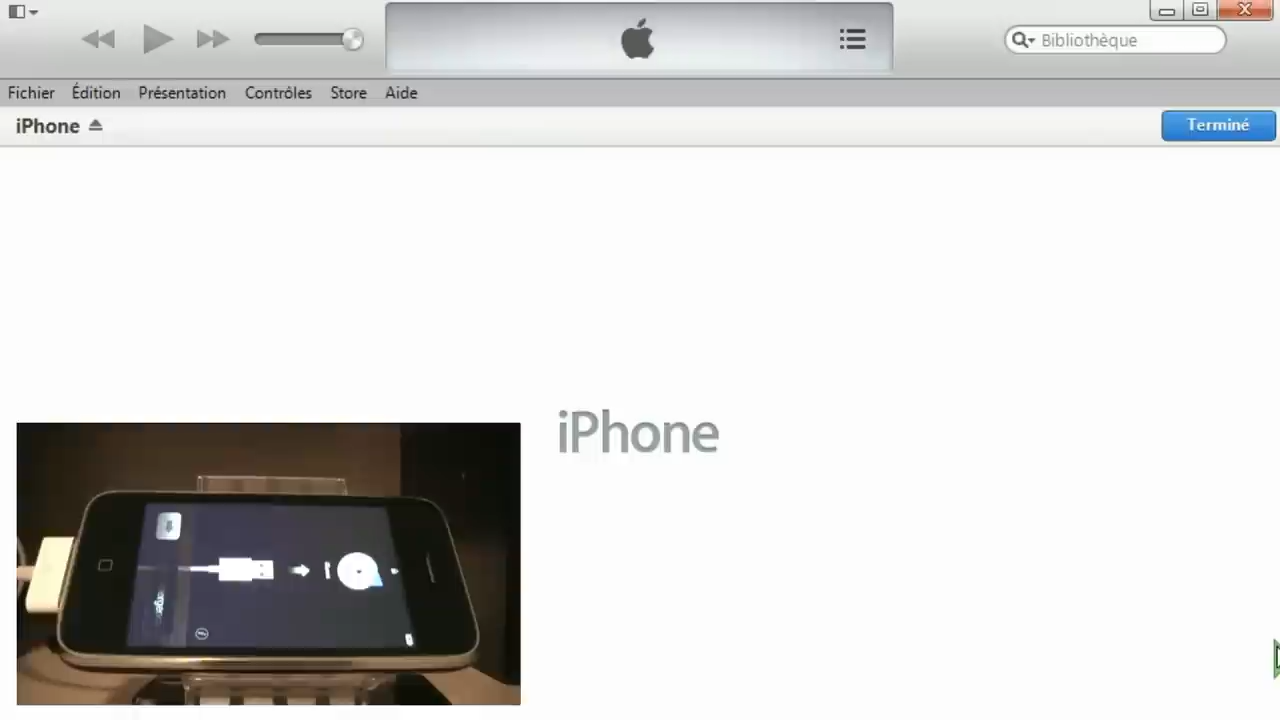 Bibliothèque
Fichier Édition Présentation Contrôles Store Aide
iPhone
Terminé
iPhone